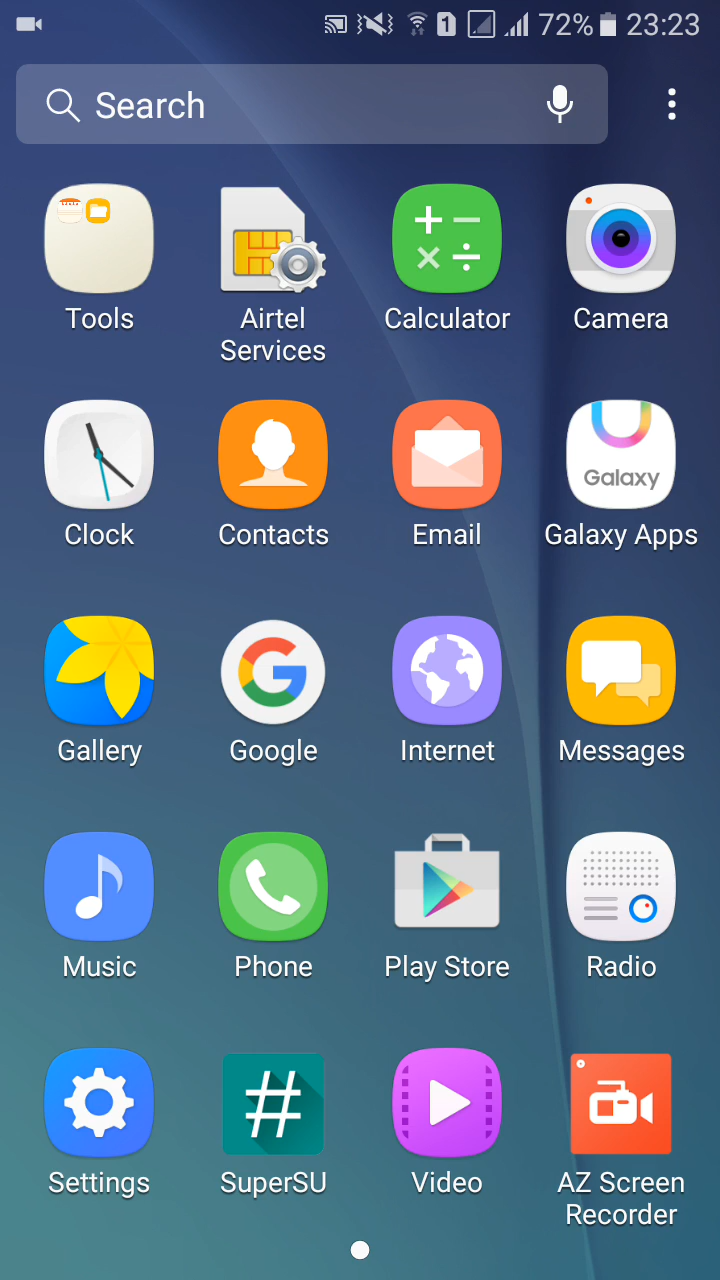 1 72% 23:23
Search
Tools
Airtel
Services
Calculator
Camera
Clock
Contacts
Email
Galaxy
Galaxy Apps
Gallery
Google
Internet
Messages
Music
Phone
Play Store
Radio
Settings
SuperSU
Video
AZ Screen
Recorder